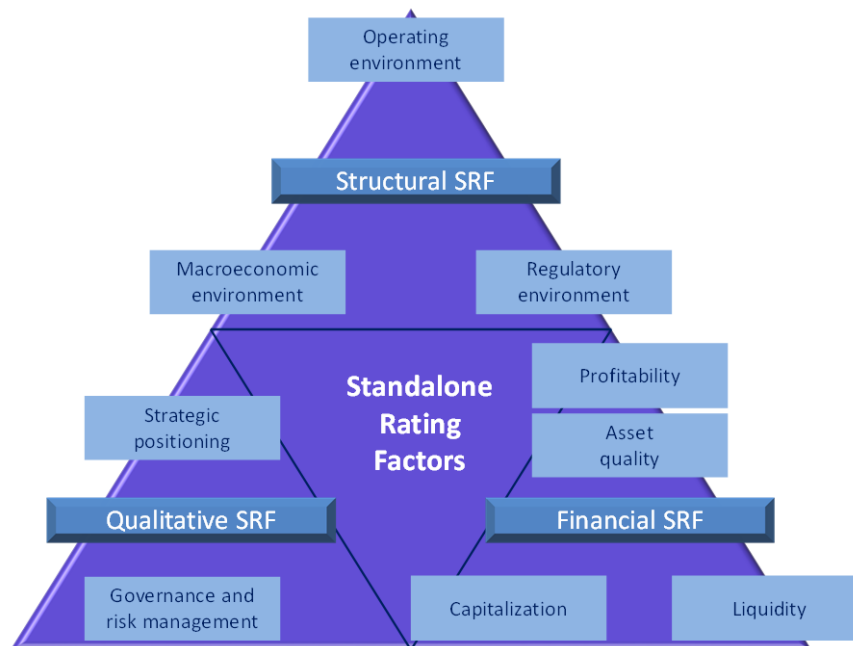 Operating
environment
Structural SRF
Macroeconomic
environment
Regulatory
environment
Standalone
Rating
Factors
Profitability
Strategic
positioning
Asset
quality
Qualitative SRF
Financial SRF
Governance and
risk management
Capitalization
Liquidity